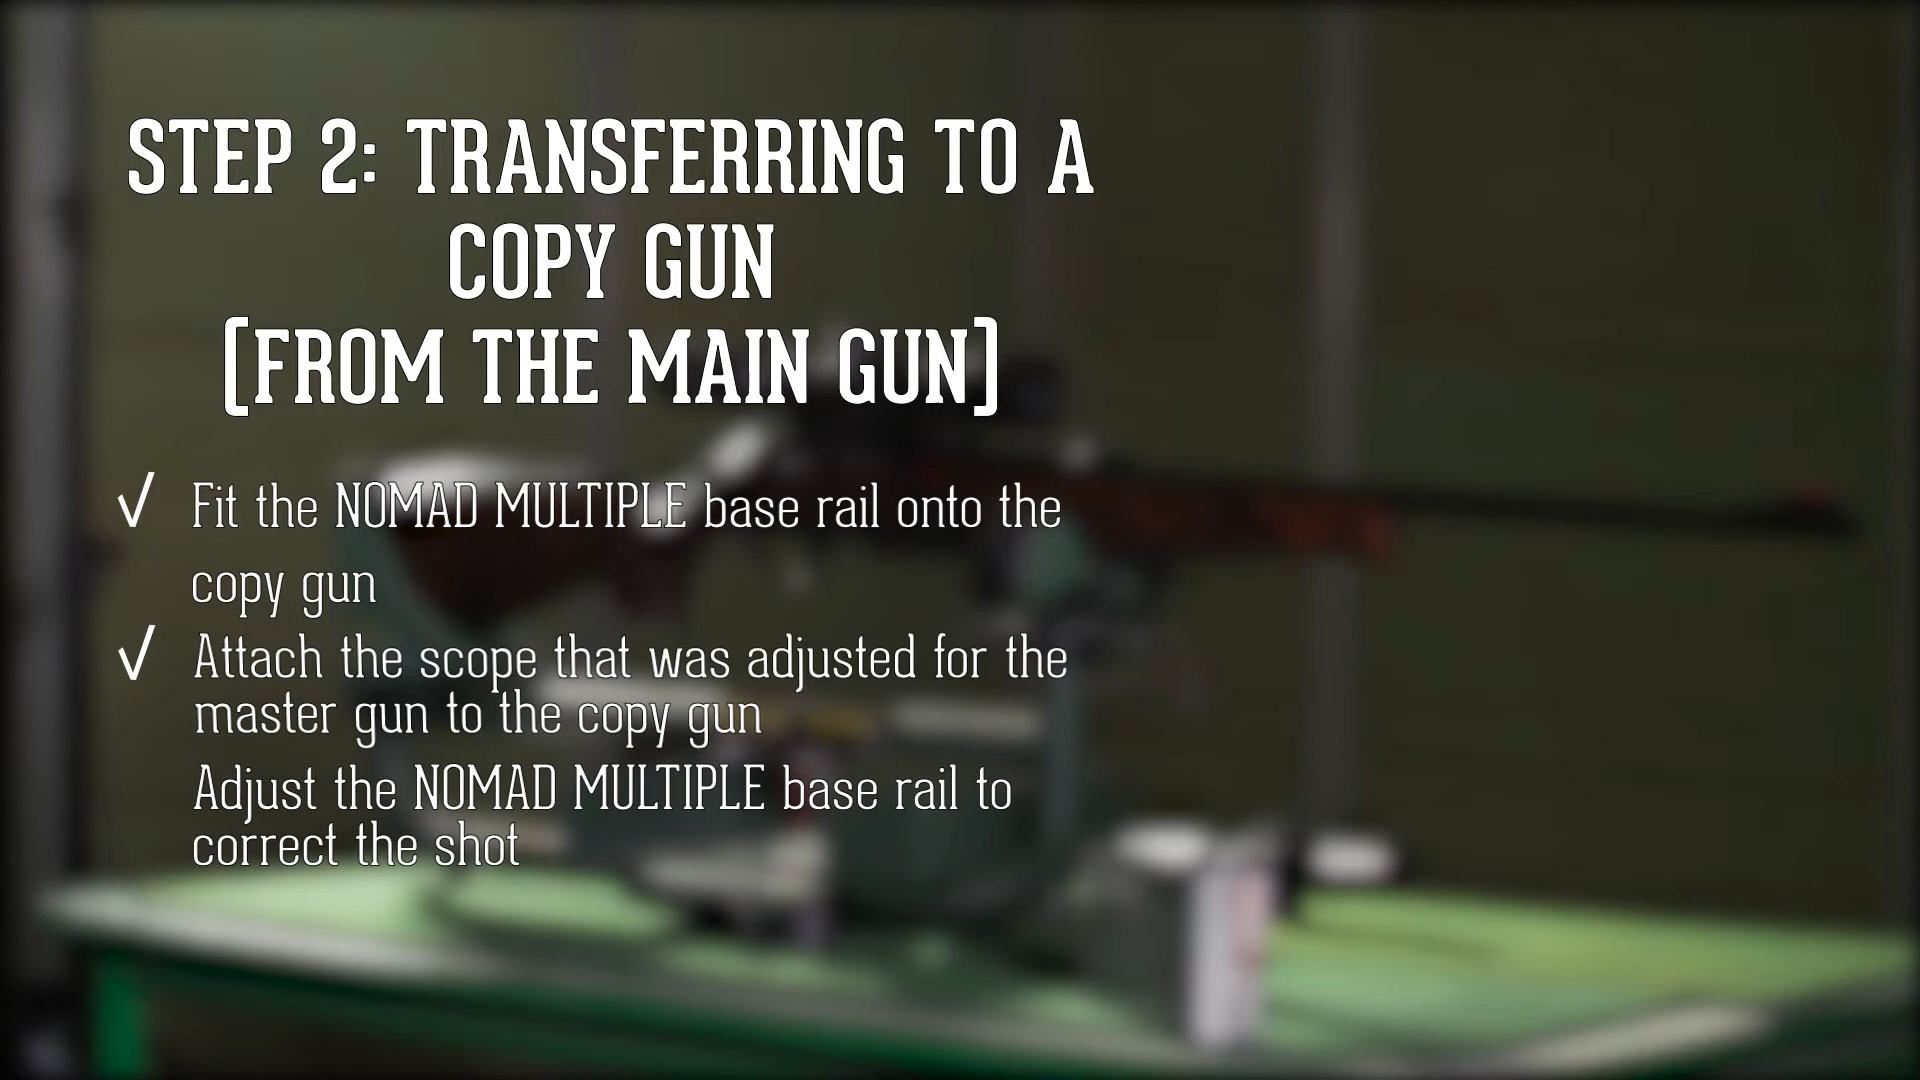 STEP 2: TRANSFERRING TO A
COPY GUN
(FROM THE MAIN GUN)
√ Fit the NOMAD MULTIPLE base rail onto the
copy gun
√ Attach the scope that was adjusted for the
master gun to the copy gun
Adjust the NOMAD MULTIPLE base rail to
correct the shot